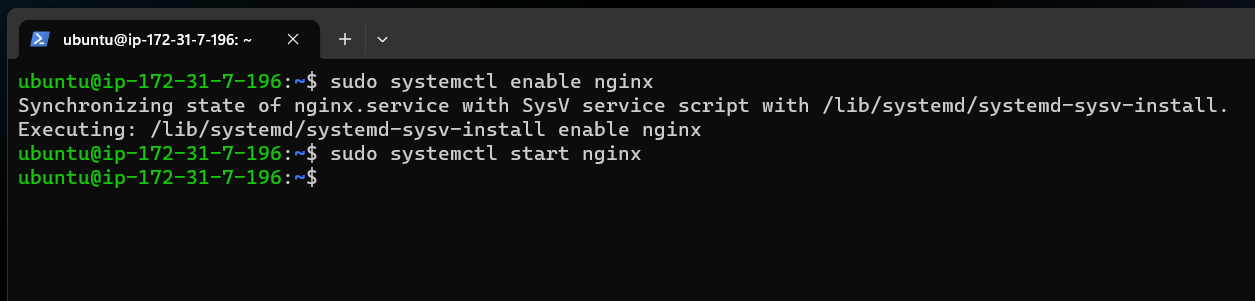 ubuntu@ip-172-31-7-196: ~
ubuntu@ip-172-31-7-196:~$ sudo systemctl enable nginx
Synchronizing state of nginx.service with SysV service script with /lib/systemd/systemd-sysv-install.
Executing: /lib/systemd/systemd-sysv-install enable nginx
ubuntu@ip-172-31-7-196:~$ sudo systemctl start nginx
ubuntu@ip-172-31-7-196:~$